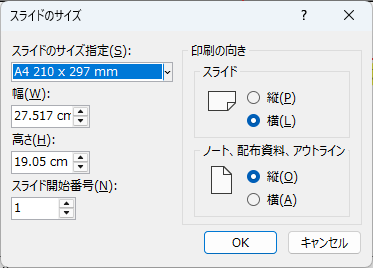 スライドのサイズ
スライドのサイズ指定(S):
A4 210 x 297 mm
幅(W):
27.517 cm
高さ(H):
19.05 cm
スライド開始番号(N):
1
印刷の向き
スライド
縦(P)
横(L)
ノート、配布資料、アウトライン
縦(O)
横(A)
OK
キャンセル